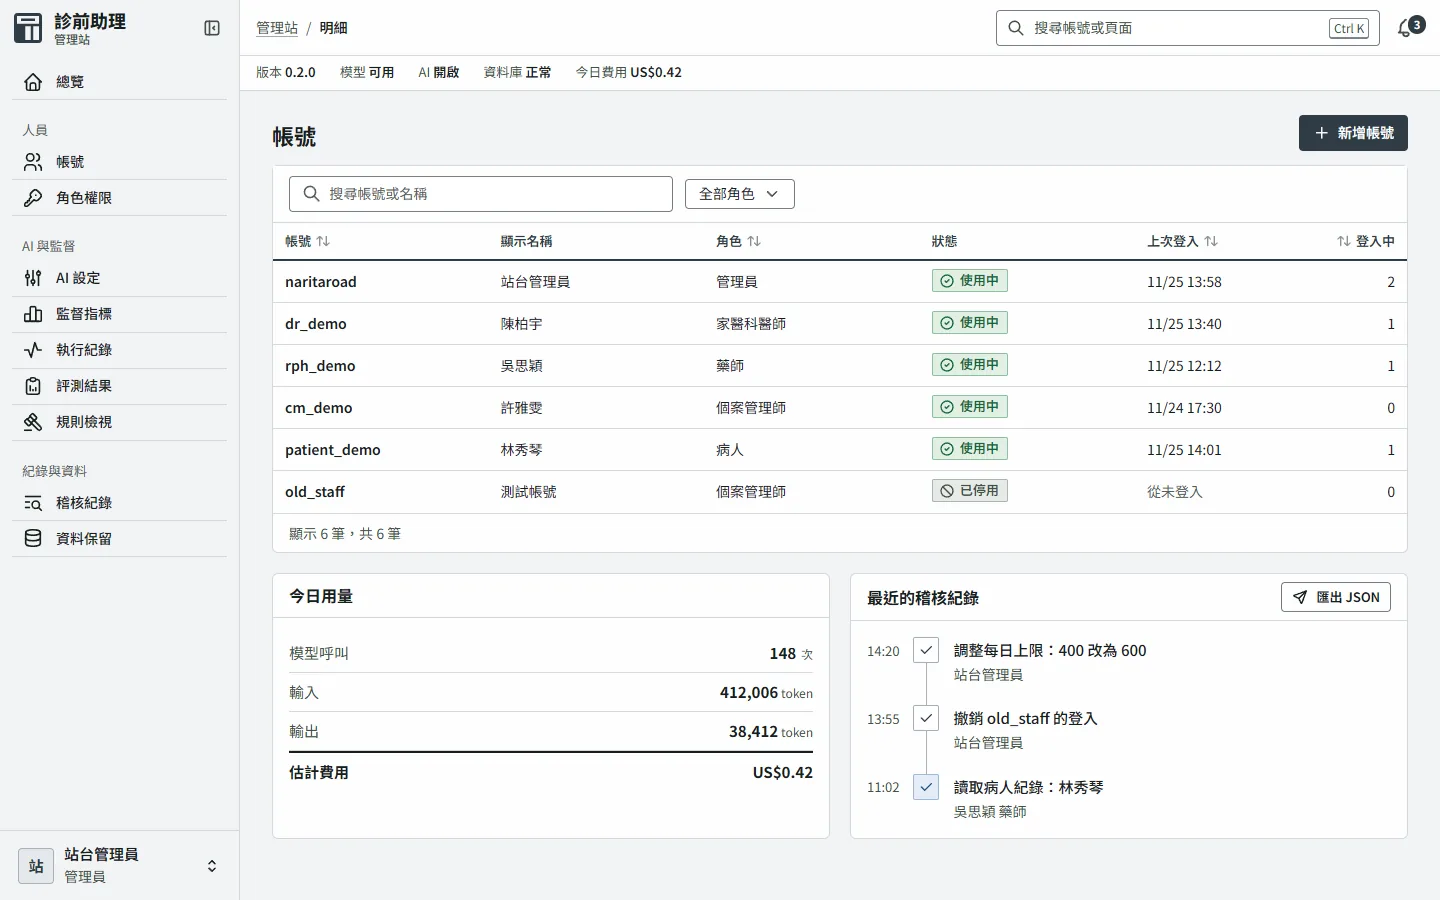 診前助理
管理站
總覽
人員
帳號
角色權限
AI 與監督
AI 設定
監督指標
執行紀錄
評測結果
規則檢視
紀錄與資料
稽核紀錄
資料保留
站
站台管理員
管理員
管理站 / 明細
搜尋帳號或頁面 Ctrl K
3
版本 0.2.0 模型 可用 AI 開啟 資料庫 正常 今日費用 US$0.42
帳號
新增帳號
搜尋帳號或名稱 全部角色
帳號 顯示名稱 角色 狀態 上次登入 登入中
naritaroad 站台管理員 管理員 使用中 11/25 13:58 2
dr_demo 陳柏宇 家醫科醫師 使用中 11/25 13:40 1
rph_demo 吳思穎 藥師 使用中 11/25 12:12 1
cm_demo 許雅雯 個案管理師 使用中 11/24 17:30 0
patient_demo 林秀琴 病人 使用中 11/25 14:01 1
old_staff 測試帳號 個案管理師 已停用 從未登入 0
顯示 6 筆，共 6 筆
今日用量
模型呼叫 148 次
輸入 412,006 token
輸出 38,412 token
估計費用 US$0.42
最近的稽核紀錄
匯出 JSON
14:20 調整每日上限：400 改為 600
站台管理員
13:55 撤銷 old_staff 的登入
站台管理員
11:02 讀取病人紀錄：林秀琴
吳思穎 藥師